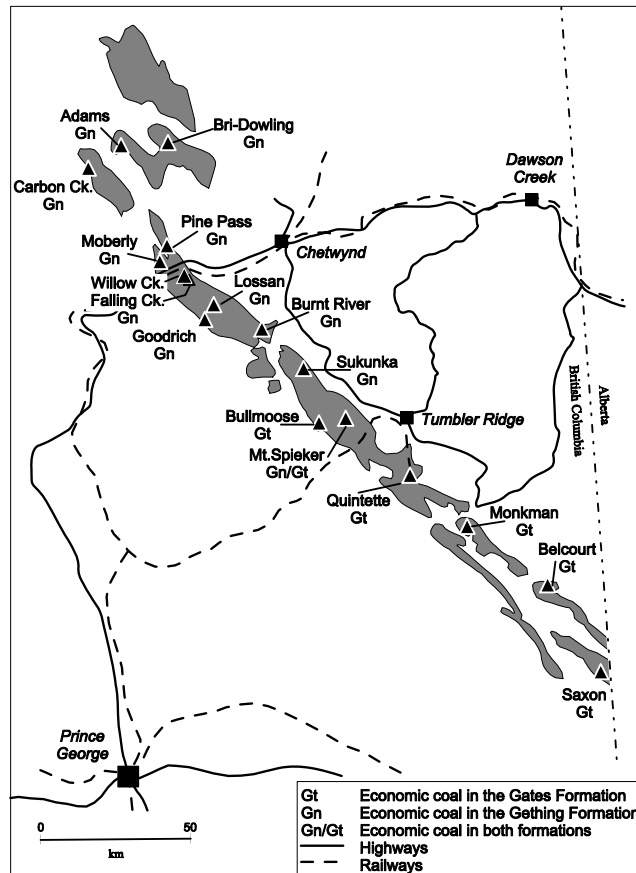 Adams
Gn
Bri-Dowling
Gn
Carbon Ck.
Gn
Dawson
Creek
Pine Pass
Gn
Chetwynd
Moberly
Gn
Willow Ck.
Falling Ck.
Gn
Lossan
Gn
Goodrich
Gn
Burnt River
Gn
Sukunka
Gn
Alberta
British Columbia
Bullmoose
Gt
Mt.Spieker
Gn/Gt
Tumbler Ridge
Quintette
Gt
Monkman
Gt
Belcourt
Gt
Saxon
Gt
Prince
George
0 50
km
Gt Economic coal in the Gates Formation
Gn Economic coal in the Gething Formation
Gn/Gt Economic coal in both formations
Highways
Railways